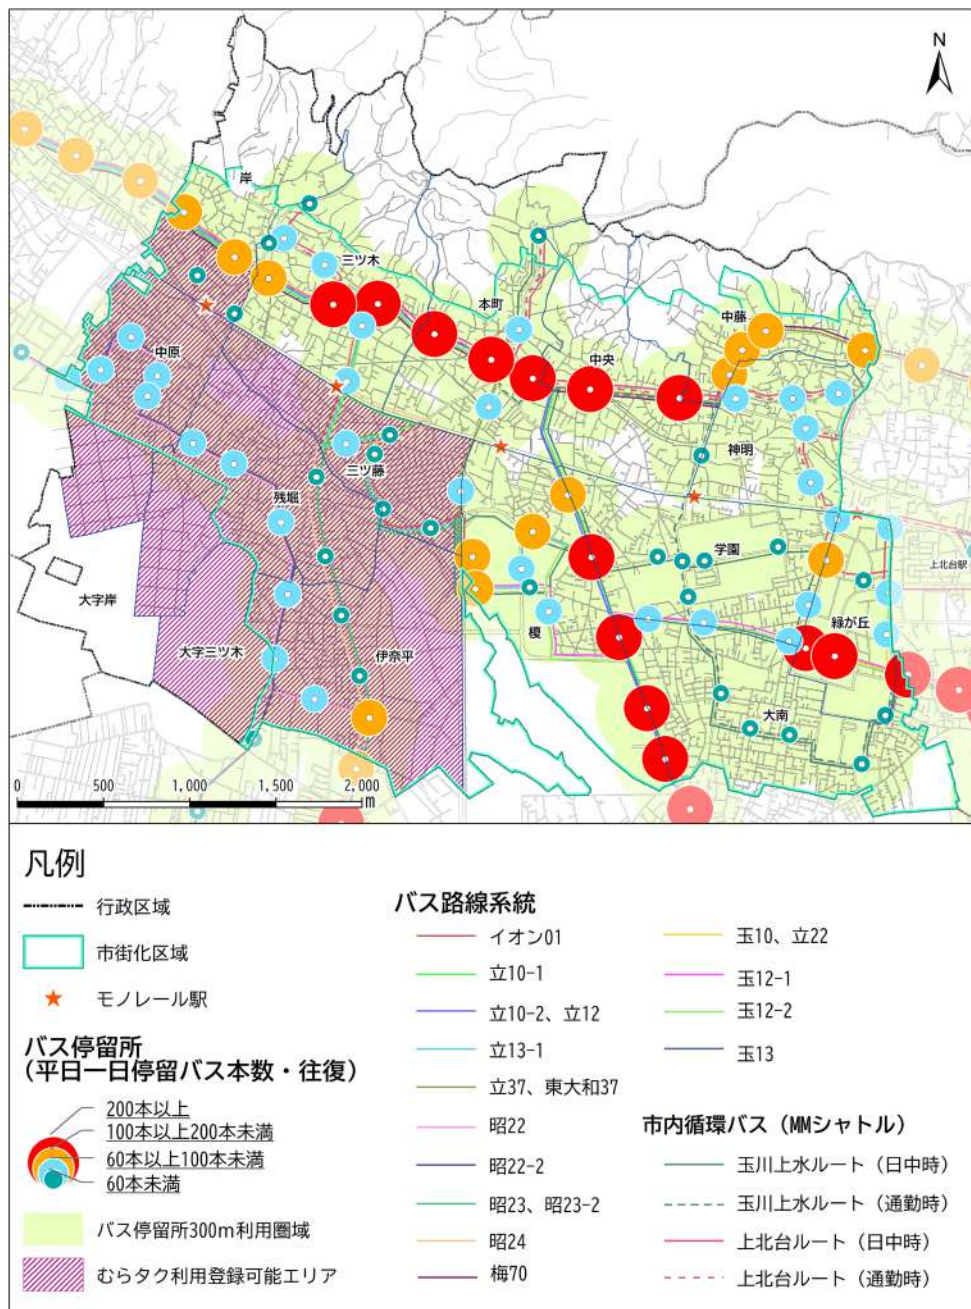 N
岸
三ツ木
本町
中藤
中央
中原
神明
三ツ藤
残堀
学園
上北台駅
大字岸
榎
緑が丘
大字三ツ木
伊奈平
大南
0 500 1,000 1,500 2,000
m
凡例
行政区域
市街化区域
モノレール駅
バス停留所
(平日一日停留バス本数・往復)
200本以上
100本以上200本未満
60本以上100本未満
60本未満
バス停留所300m利用圏域
むらタク利用登録可能エリア
バス路線系統
イオン01
立10-1
立10-2、立12
立13-1
立37、東大和37
昭22
昭22-2
昭23、昭23-2
昭24
梅70
玉10、立22
玉12-1
玉12-2
玉13
市内循環バス（MMシャトル）
玉川上水ルート（日中時）
玉川上水ルート（通勤時）
上北台ルート（日中時）
上北台ルート（通勤時）